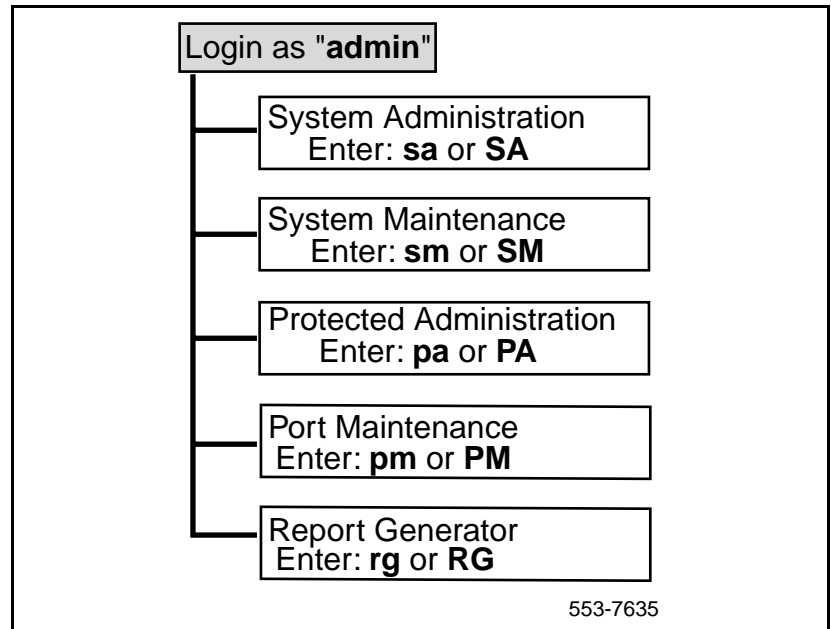 Login as "admin"
System Administration
Enter: sa or SA
System Maintenance
Enter: sm or SM
Protected Administration
Enter: pa or PA
Port Maintenance
Enter: pm or PM
Report Generator
Enter: rg or RG
553-7635